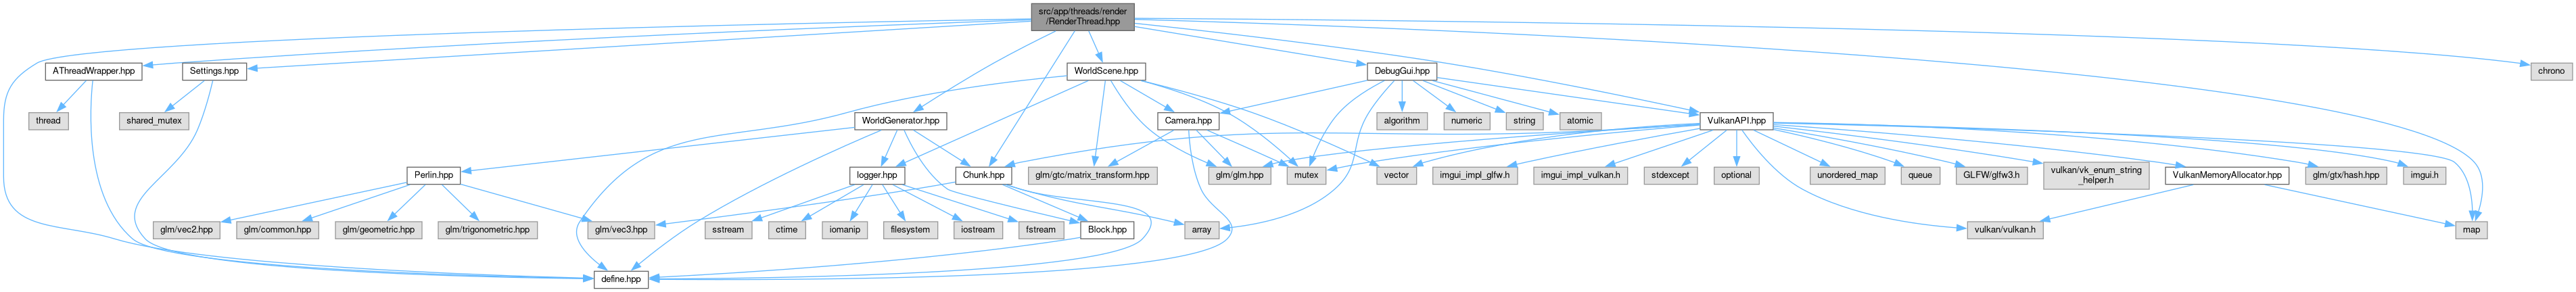 src/app/threads/render
/RenderThread.hpp
AThreadWrapper.hpp
Settings.hpp
WorldScene.hpp
DebugGui.hpp
chrono
thread
shared_mutex
WorldGenerator.hpp
Camera.hpp
algorithm
numeric
string
atomic
VulkanAPI.hpp
Perlin.hpp
logger.hpp
Chunk.hpp
glm/gtc/matrix_transform.hpp
glm/glm.hpp
mutex
vector
imgui_impl_glfw.h
imgui_impl_vulkan.h
stdexcept
optional
unordered_map
queue
GLFW/glfw3.h
vulkan/vk_enum_string
_helper.h
VulkanMemoryAllocator.hpp
glm/gtx/hash.hpp
imgui.h
glm/vec2.hpp
glm/common.hpp
glm/geometric.hpp
glm/trigonometric.hpp
glm/vec3.hpp
sstream
ctime
iomanip
filesystem
iostream
fstream
Block.hpp
array
vulkan/vulkan.h
map
define.hpp